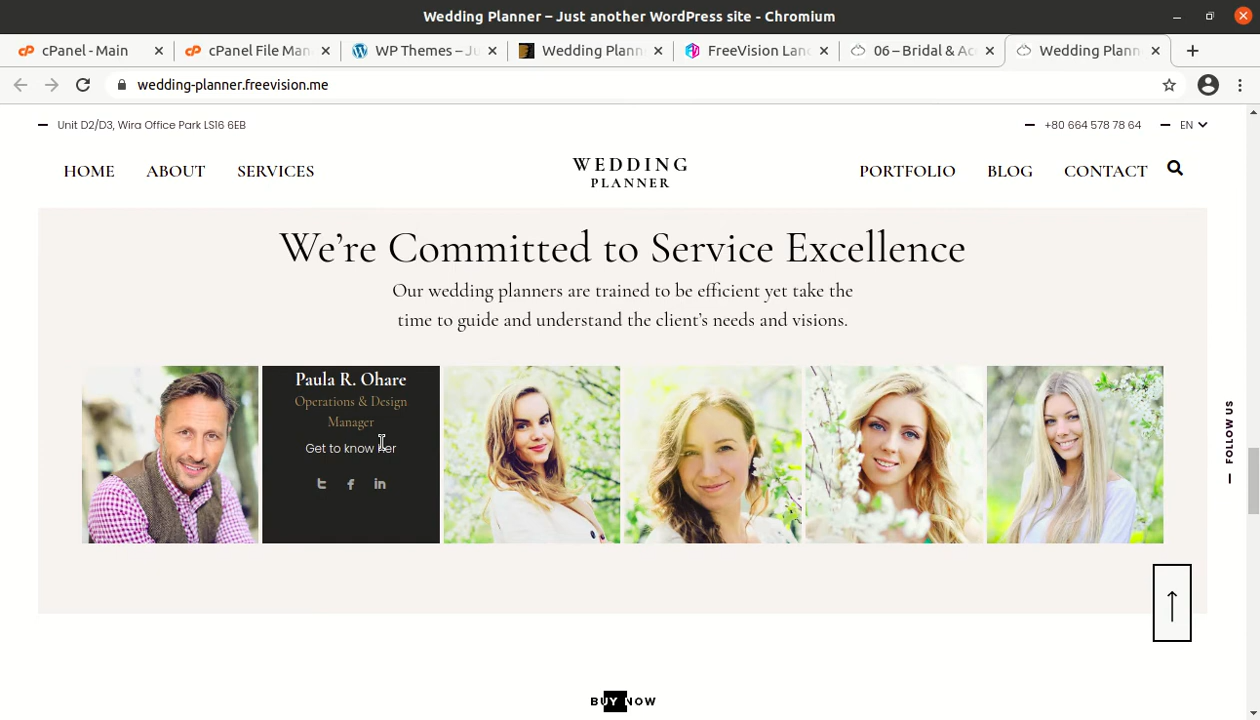 Wedding Planner – Just another WordPress site - Chromium
cPanel - Main
cPanel File Man
WP Themes – Ju
Wedding Plann
FreeVision Lanc
06 – Bridal & Ac
Wedding Plann
wedding-planner.freevision.me
Unit D2/D3, Wira Office Park LS16 6EB
+80 664 578 78 64
EN
HOME
ABOUT
SERVICES
WEDDING
PLANNER
PORTFOLIO
BLOG
CONTACT
We’re Committed to Service Excellence
Our wedding planners are trained to be efficient yet take the
time to guide and understand the client’s needs and visions.
Paula R. Ohare
Operations & Design
Manager
Get to know her
FOLLOW US
BUY NOW